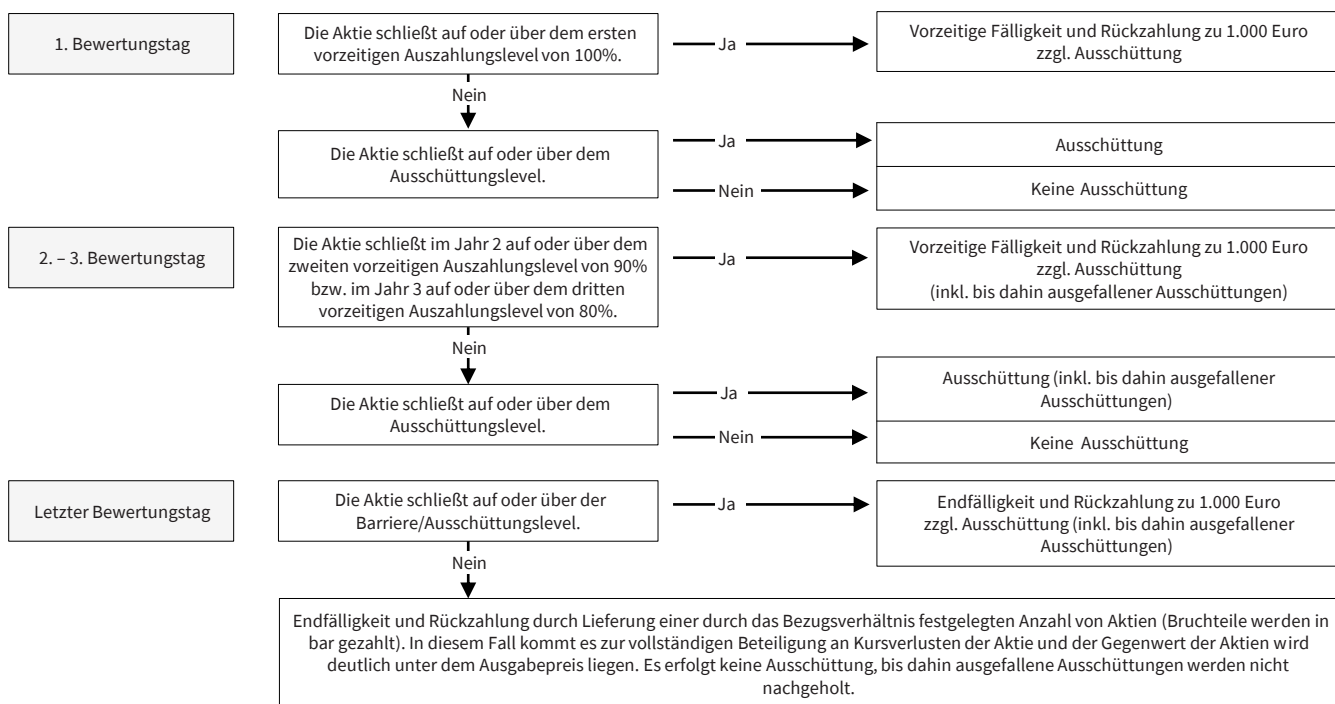 1. Bewertungstag
Die Aktie schließt auf oder über dem ersten
vorzeitigen Auszahlungslevel von 100%.
Ja
Vorzeitige Fälligkeit und Rückzahlung zu 1.000 Euro
zzgl. Ausschüttung
Nein
Die Aktie schließt auf oder über dem
Ausschüttungslevel.
Ja
Ausschüttung
Nein
Keine Ausschüttung
2. – 3. Bewertungstag
Die Aktie schließt im Jahr 2 auf oder über dem
zweiten vorzeitigen Auszahlungslevel von 90%
bzw. im Jahr 3 auf oder über dem dritten
vorzeitigen Auszahlungslevel von 80%.
Ja
Vorzeitige Fälligkeit und Rückzahlung zu 1.000 Euro
zzgl. Ausschüttung
(inkl. bis dahin ausgefallener Ausschüttungen)
Nein
Die Aktie schließt auf oder über dem
Ausschüttungslevel.
Ja
Ausschüttung (inkl. bis dahin ausgefallener
Ausschüttungen)
Nein
Keine Ausschüttung
Letzter Bewertungstag
Die Aktie schließt auf oder über der
Barriere/Ausschüttungslevel.
Ja
Endfälligkeit und Rückzahlung zu 1.000 Euro
zzgl. Ausschüttung (inkl. bis dahin ausgefallener
Ausschüttungen)
Nein
Endfälligkeit und Rückzahlung durch Lieferung einer durch das Bezugsverhältnis festgelegten Anzahl von Aktien (Bruchteile werden in
bar gezahlt). In diesem Fall kommt es zur vollständigen Beteiligung an Kursverlusten der Aktie und der Gegenwert der Aktien wird
deutlich unter dem Ausgabepreis liegen. Es erfolgt keine Ausschüttung, bis dahin ausgefallene Ausschüttungen werden nicht
nachgeholt.